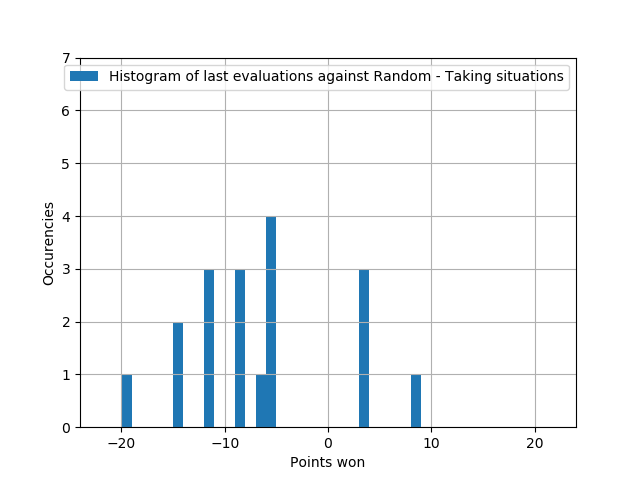 Histogram of last evaluations against Random - Taking situations
7
6
5
4
3
2
1
0
Occurencies
−20 −10 0 10 20
Points won